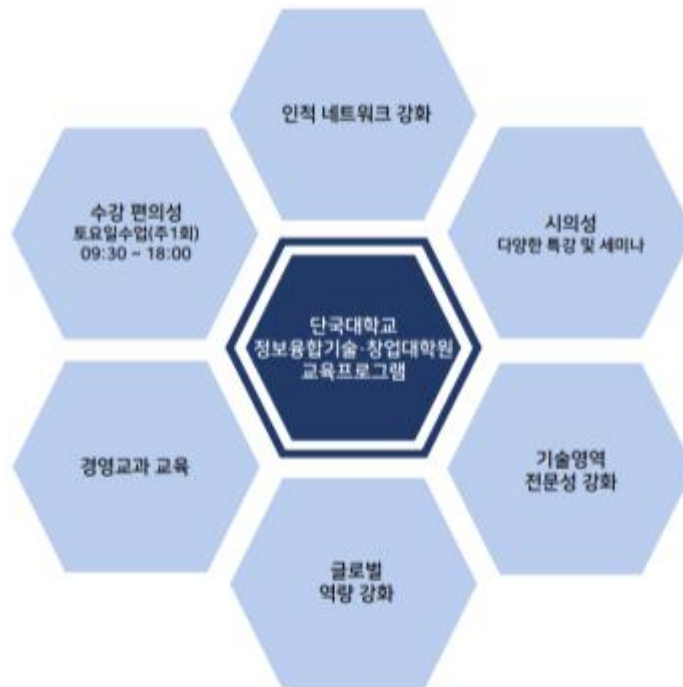 인적 네트워크 강화
수강 편의성
토요일수업(주1회)
09:30 ~ 18:00
시의성
다양한 특강 및 세미나
단국대학교
정보융합기술·창업대학원
교육프로그램
경영교과 교육
기술영역
전문성 강화
글로벌
역량 강화